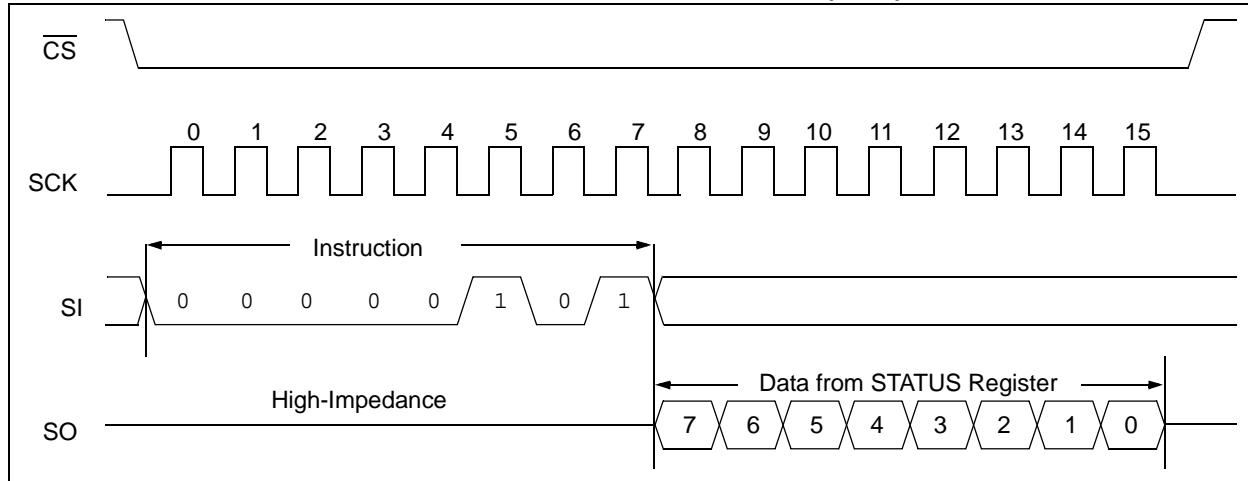 CS
0 1 2 3 4 5 6 7 8 9 10 11 12 13 14 15
SCK
Instruction
SI 0 0 0 0 0 1 0 1
Data from STATUS Register
High-Impedance
SO 7 6 5 4 3 2 1 0